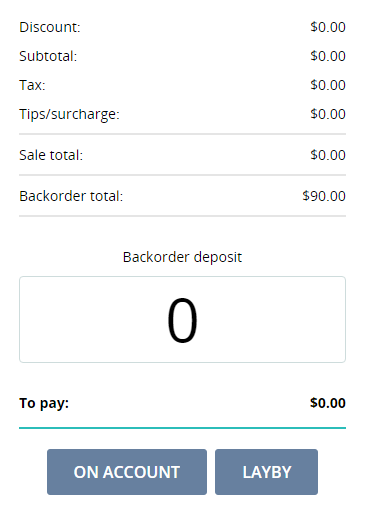 Discount: $0.00
Subtotal: $0.00
Tax: $0.00
Tips/surcharge: $0.00
Sale total: $0.00
Backorder total: $90.00
Backorder deposit
0
To pay: $0.00
ON ACCOUNT LAYBY